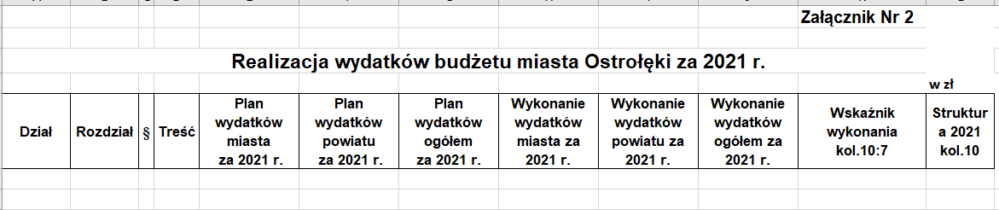 Załącznik Nr 2
Realizacja wydatków budżetu miasta Ostrołęki za 2021 r.
w zł
Dział
Rozdział
§
Treść
Plan
wydatków
miasta
za 2021 r.
Plan
wydatków
powiatu
za 2021 r.
Plan
wydatków
ogółem
za 2021 r.
Wykonanie
wydatków
miasta za
2021 r.
Wykonanie
wydatków
powiatu za
2021 r.
Wykonanie
wydatków
ogółem za
2021 r.
Wskaźnik
wykonania
kol.10:7
Struktur
a 2021
kol.10